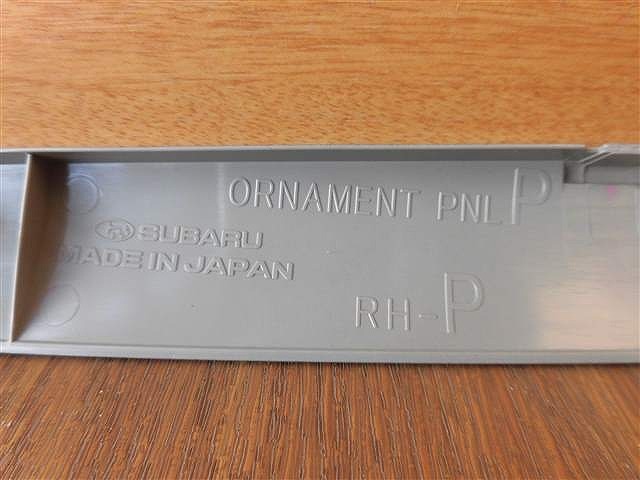 ORNAMENT PNL P
SUBARU
MADE IN JAPAN
RH-P